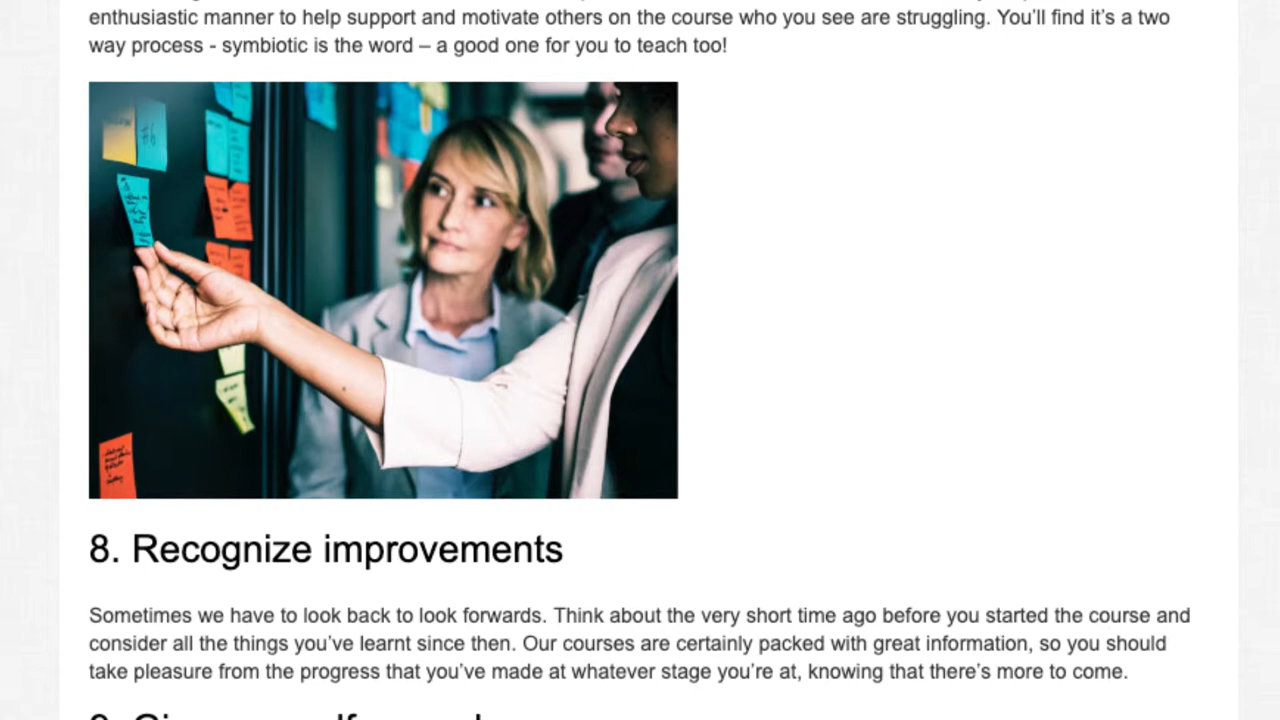 enthusiastic manner to help support and motivate others on the course who you see are struggling. You’ll find it’s a two
way process - symbiotic is the word – a good one for you to teach too!
#6
8. Recognize improvements
Sometimes we have to look back to look forwards. Think about the very short time ago before you started the course and
consider all the things you’ve learnt since then. Our courses are certainly packed with great information, so you should
take pleasure from the progress that you’ve made at whatever stage you’re at, knowing that there’s more to come.